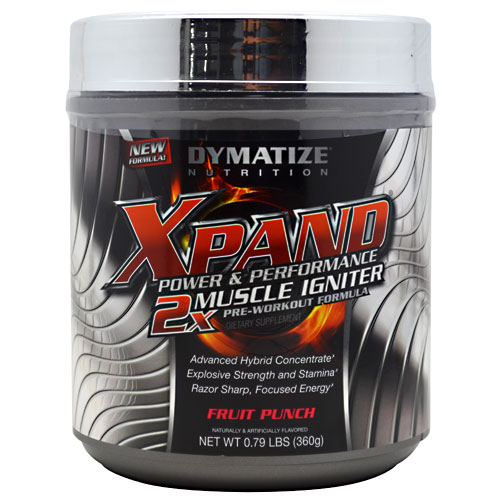 NEW
FORMULA!
DYMATIZE®
NUTRITION
XPAND®
POWER & PERFORMANCE
2X MUSCLE IGNITER
PRE-WORKOUT FORMULA
DIETARY SUPPLEMENT
Advanced Hybrid Concentrate†
Explosive Strength and Stamina†
Razor Sharp, Focused Energy†
FRUIT PUNCH
NATURALLY & ARTIFICIALLY FLAVORED
NET WT 0.79 LBS (360g)